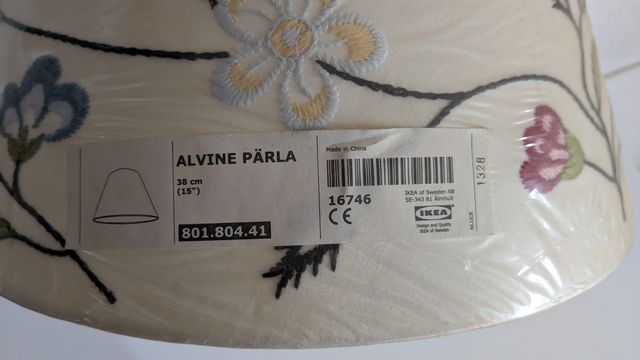 ALVINE PÄRLA
38 cm
(15")
801.804.41
Made in China
16746
CE
IKEA of Sweden AB
SE-343 81 Älmhult
IKEA
Design and Quality
IKEA of Sweden
1328
NLUCE